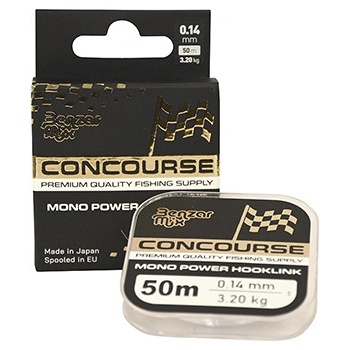 0.14
mm
50 m
3.20 kg
Benzar
Mix
CONCOURSE
PREMIUM QUALITY FISHING SUPPLY
MONO POWER
Made in Japan
Spooled in EU
Benzar
Mix
CONCOURSE
PREMIUM QUALITY FISHING SUPPLY
MONO POWER HOOKLINK
50m
0.14 mm
3.20 kg